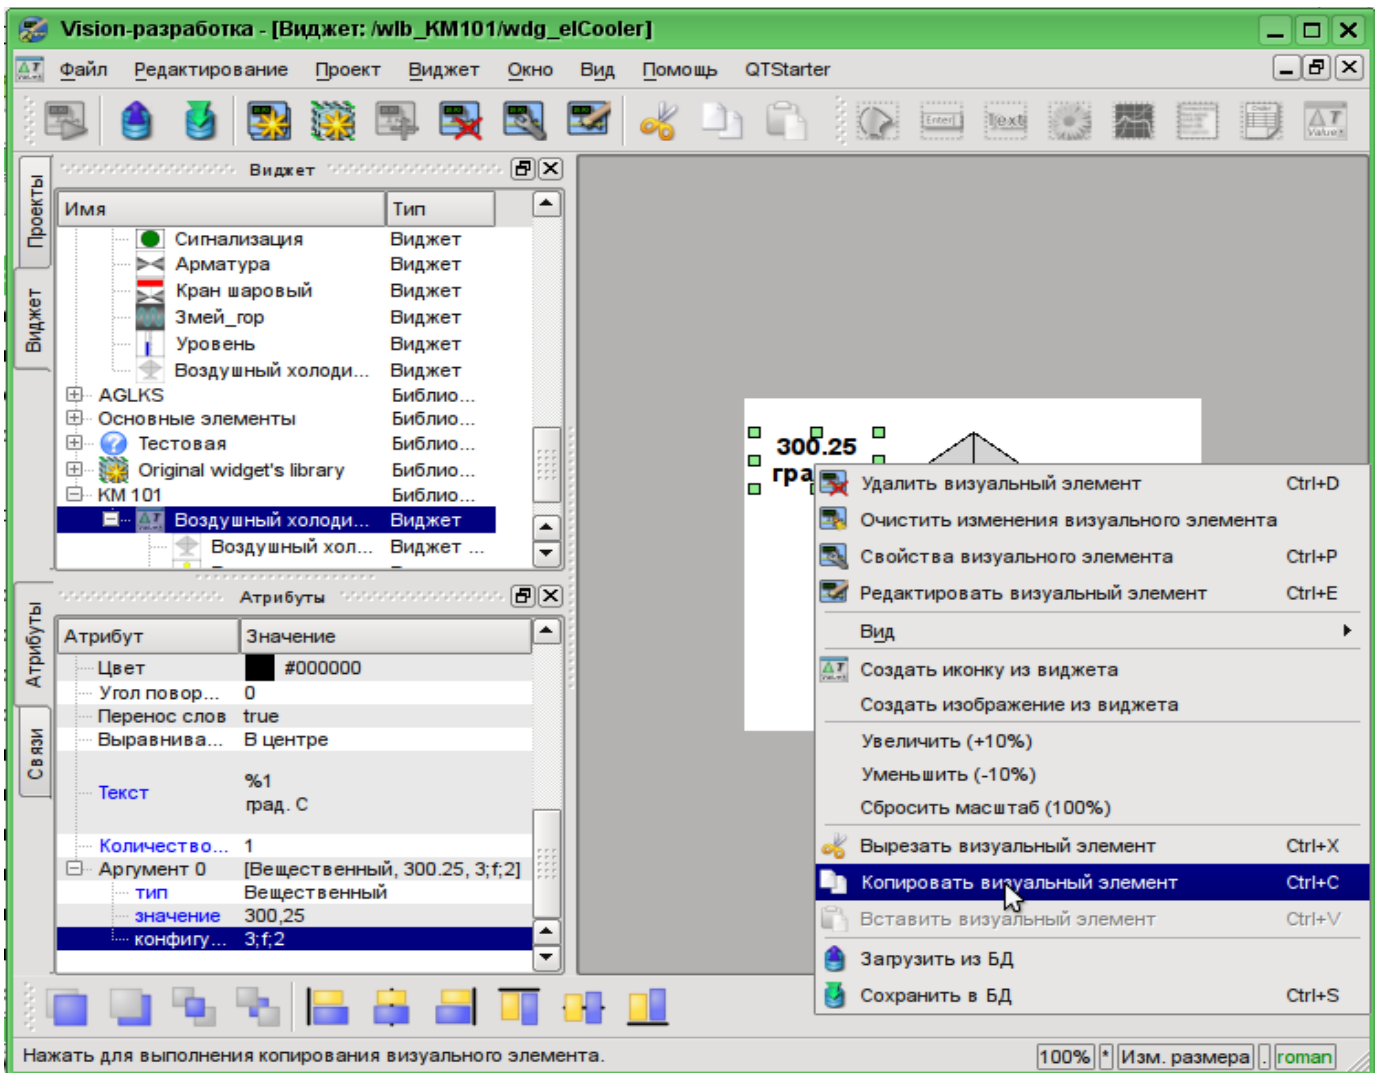 Vision-разработка - [Виджет: /wlb_KM101/wdg_elCooler]
Файл Редактирование Проект Виджет Окно Вид Помощь QTStarter
Enter Text
Проекты
Виджет
Виджет
Имя Тип
Сигнализация Виджет
Арматура Виджет
Кран шаровый Виджет
Змей_гор Виджет
Уровень Виджет
Воздушный холоди... Виджет
AGLKS Библио...
Основные элементы Библио...
Тестовая Библио...
Original widget's library Библио...
КМ 101 Библио...
Воздушный холоди... Виджет
Воздушный хол... Виджет ...
Атрибуты
Связи
Атрибуты
Атрибут Значение
Цвет #000000
Угол повор... 0
Перенос слов true
Выравнива... В центре
Текст %1
град. С
Количество... 1
Аргумент 0 [Вещественный, 300.25, 3;f;2]
тип Вещественный
значение 300,25
конфигу... 3;f;2
300.25
Удалить визуальный элемент Ctrl+D
Очистить изменения визуального элемента
Свойства визуального элемента Ctrl+P
Редактировать визуальный элемент Ctrl+E
Вид
Создать иконку из виджета
Создать изображение из виджета
Увеличить (+10%)
Уменьшить (-10%)
Сбросить масштаб (100%)
Вырезать визуальный элемент Ctrl+X
Копировать визуальный элемент Ctrl+C
Вставить визуальный элемент Ctrl+V
Загрузить из БД
Сохранить в БД Ctrl+S
Нажать для выполнения копирования визуального элемента.
100% * Изм. размера . roman